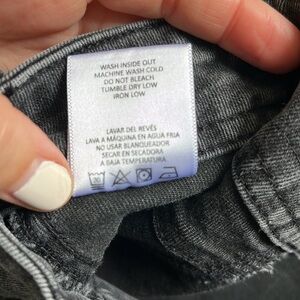 WASH INSIDE OUT
MACHINE WASH COLD
DO NOT BLEACH
TUMBLE DRY LOW
IRON LOW
LAVAR DEL REVÉS
LAVA A MÁQUINA EN AGUA FRIA
NO USAR BLANQUEADOR
SECAR EN SECADORA
A BAJA TEMPERATURA